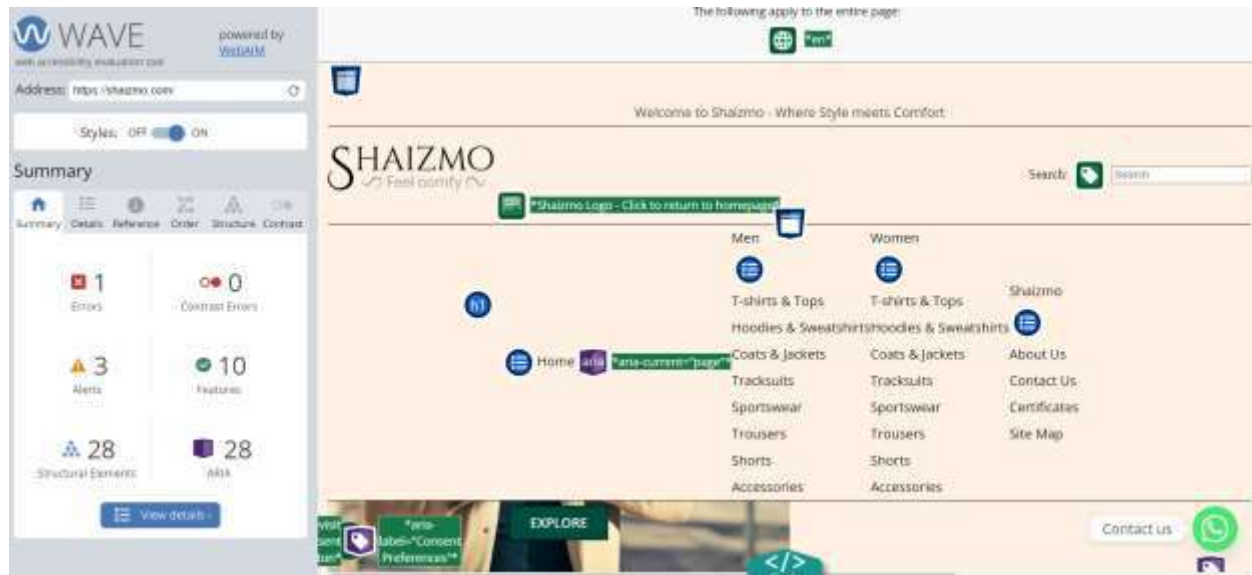 WAVE
powered by
WebAIM
web accessibility evaluation tool
Address: https://shaizmo.com/
Styles: OFF ON
Summary
Summary Details Reference Order Structure Contrast
1
Errors
0
Contrast Errors
3
Alerts
10
Features
28
Structural Elements
28
ARIA
View details
The following apply to the entire page:
*en*
Welcome to Shaizmo - Where Style meets Comfort
SHAIZMO
Feel comfy
Search:
Search
*Shaizmo Logo - Click to return to homepage*
h1
Home aria *aria-current="page"*
Men
T-shirts & Tops
Hoodies & Sweatshirts
Coats & Jackets
Tracksuits
Sportswear
Trousers
Shorts
Accessories
Women
T-shirts & Tops
Hoodies & Sweatshirts
Coats & Jackets
Tracksuits
Sportswear
Trousers
Shorts
Accessories
Shaizmo
About Us
Contact Us
Certificates
Site Map
*aria-
label="Consent
Preferences"*
EXPLORE
</>
Contact us